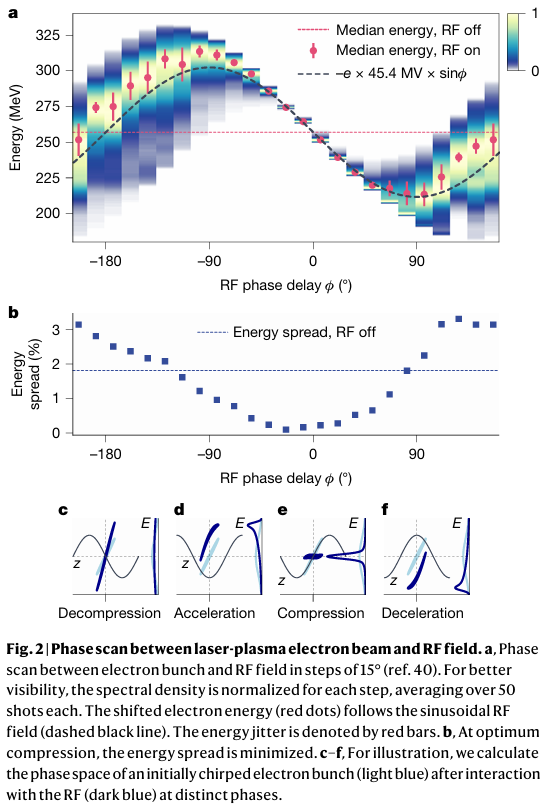 a
325
300
275
250
225
200
Energy (MeV)
Median energy, RF off
Median energy, RF on
–e × 45.4 MV × sinϕ
1
0
–180
–90
0
90
RF phase delay ϕ (°)
b
3
2
1
0
Energy
spread (%)
Energy spread, RF off
–180
–90
0
90
RF phase delay ϕ (°)
c
d
e
f
E
E
E
E
z
z
z
z
Decompression
Acceleration
Compression
Deceleration
Fig. 2 | Phase scan between laser-plasma electron beam and RF field. a, Phase
scan between electron bunch and RF field in steps of 15° (ref. 40). For better
visibility, the spectral density is normalized for each step, averaging over 50
shots each. The shifted electron energy (red dots) follows the sinusoidal RF
field (dashed black line). The energy jitter is denoted by red bars. b, At optimum
compression, the energy spread is minimized. c–f, For illustration, we calculate
the phase space of an initially chirped electron bunch (light blue) after interaction
with the RF (dark blue) at distinct phases.